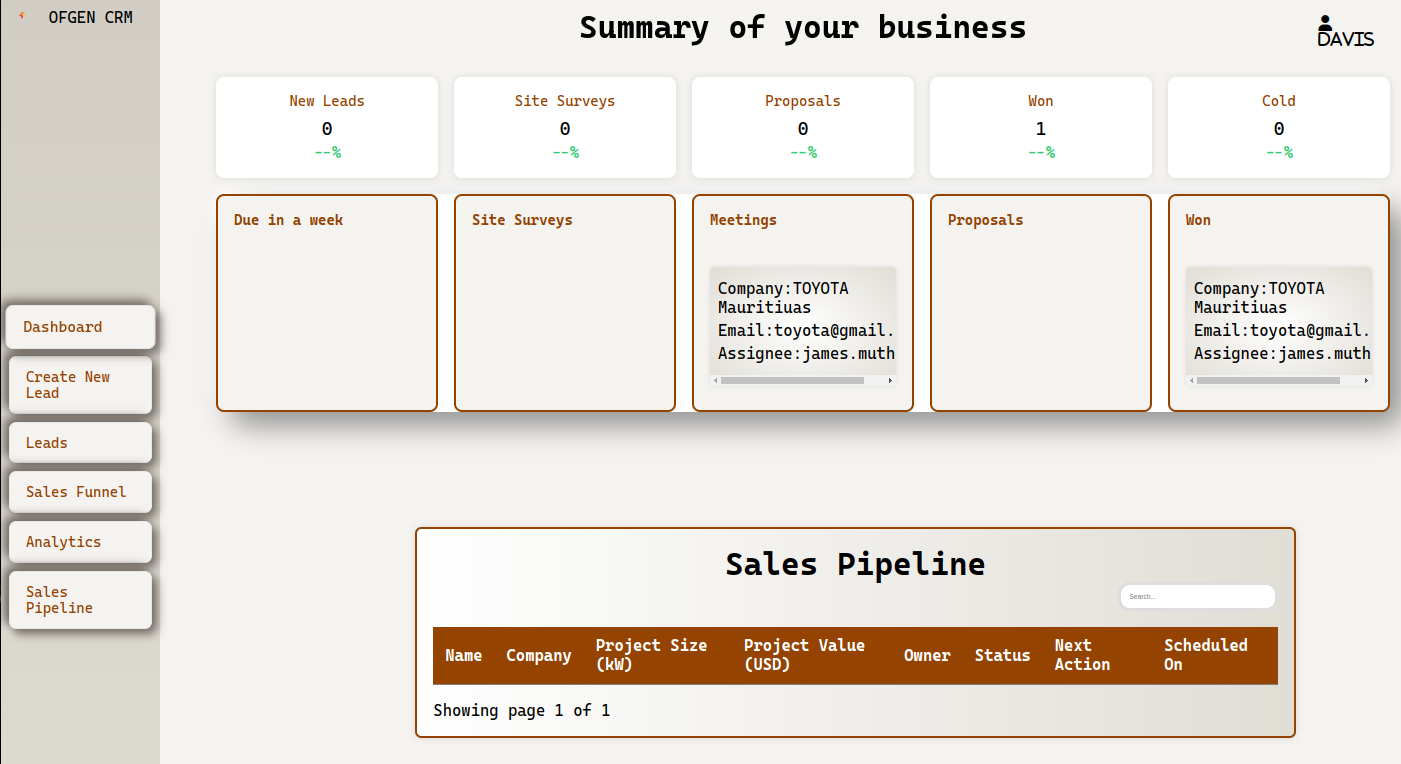 OFGEN CRM
Summary of your business
DAVIS
New Leads
0
--%
Site Surveys
0
--%
Proposals
0
--%
Won
1
--%
Cold
0
--%
Due in a week
Site Surveys
Meetings
Company:TOYOTA
Mauritiuas
Email:toyota@gmail.
Assignee:james.muth
Proposals
Won
Company:TOYOTA
Mauritiuas
Email:toyota@gmail.
Assignee:james.muth
Dashboard
Create New
Lead
Leads
Sales Funnel
Analytics
Sales
Pipeline
Sales Pipeline
Search...
Name
Company
Project Size
(kW)
Project Value
(USD)
Owner
Status
Next
Action
Scheduled
On
Showing page 1 of 1